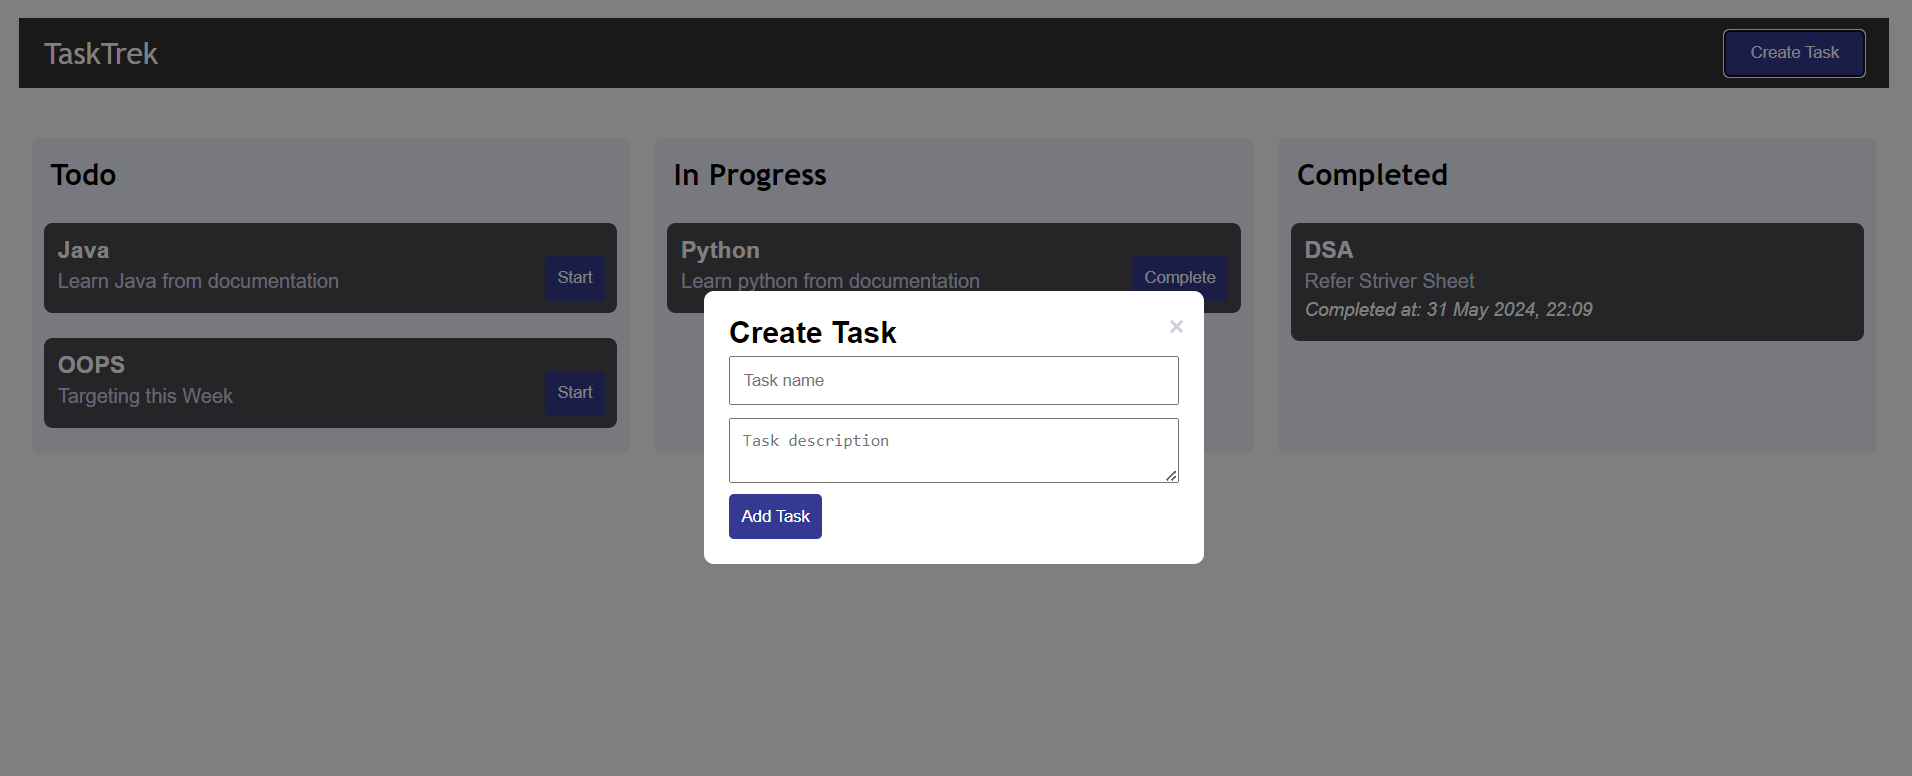 TaskTrek
Create Task
Todo
Java
Learn Java from documentation
Start
OOPS
Targeting this Week
Start
In Progress
Python
Learn python from documentation
Complete
Completed
DSA
Refer Striver Sheet
Completed at: 31 May 2024, 22:09
Create Task
×
Task name
Task description
Add Task